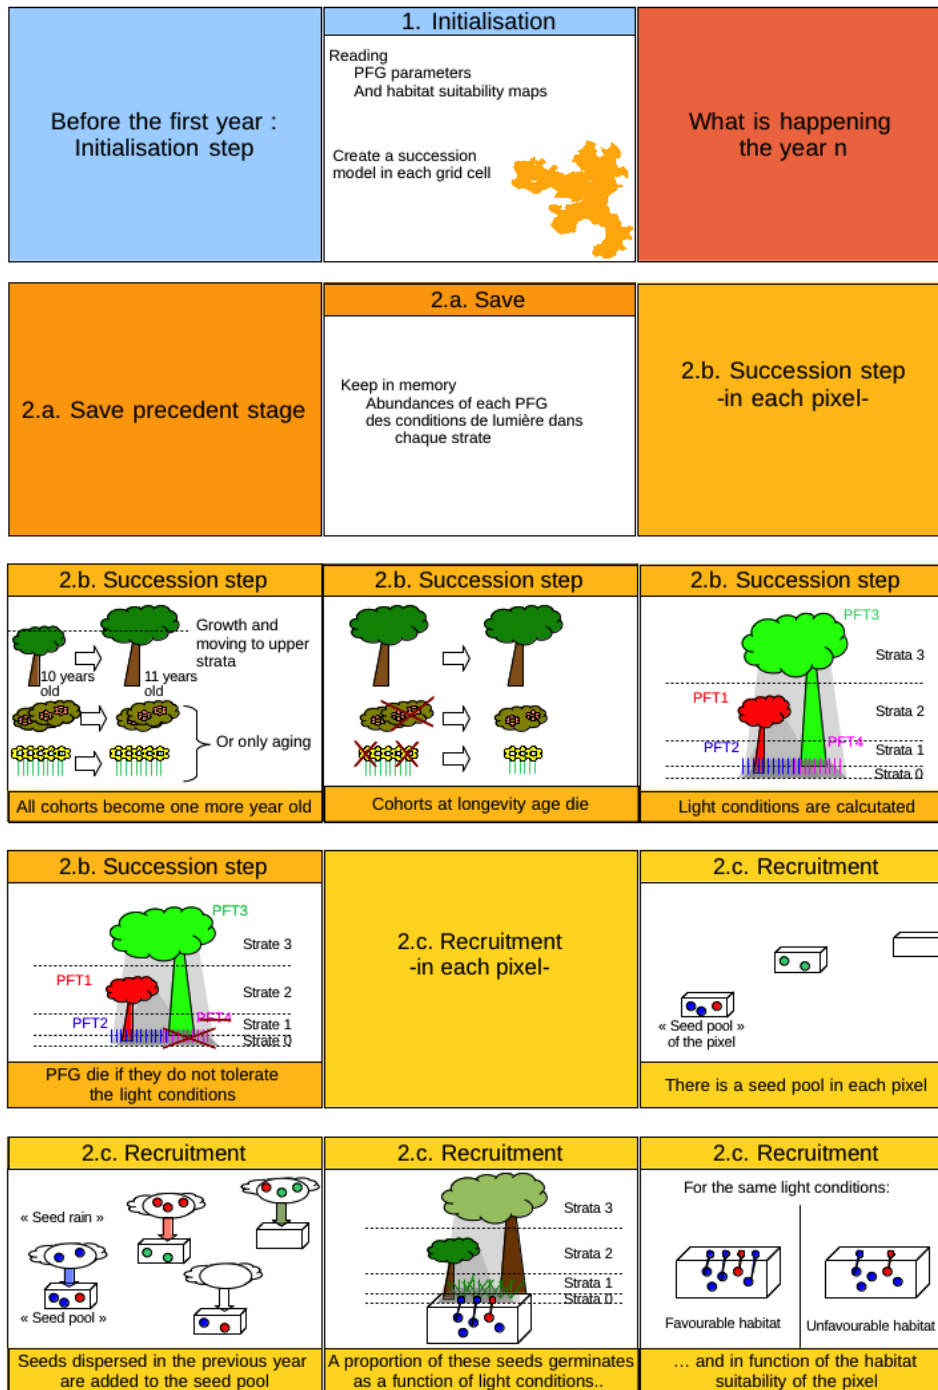 Before the first year :
Initialisation step
1. Initialisation
Reading
PFG parameters
And habitat suitability maps
Create a succession
model in each grid cell
What is happening
the year n
2.a. Save precedent stage
2.a. Save
Keep in memory
Abundances of each PFG
des conditions de lumière dans
chaque strate
2.b. Succession step
-in each pixel-
2.b. Succession step
Growth and
moving to upper
strata
10 years
old
11 years
old
Or only aging
All cohorts become one more year old
2.b. Succession step
Cohorts at longevity age die
2.b. Succession step
PFT3
Strata 3
PFT1
Strata 2
PFT2
PFT4
Strata 1
Strata 0
Light conditions are calcutated
2.b. Succession step
PFT3
Strate 3
PFT1
Strate 2
PFT2
PFT4
Strate 1
Strate 0
PFG die if they do not tolerate
the light conditions
2.c. Recruitment
-in each pixel-
2.c. Recruitment
« Seed pool »
of the pixel
There is a seed pool in each pixel
2.c. Recruitment
« Seed rain »
« Seed pool »
Seeds dispersed in the previous year
are added to the seed pool
2.c. Recruitment
Strata 3
Strata 2
Strata 1
Strata 0
A proportion of these seeds germinates
as a function of light conditions..
2.c. Recruitment
For the same light conditions:
Favourable habitat
Unfavourable habitat
... and in function of the habitat
suitability of the pixel